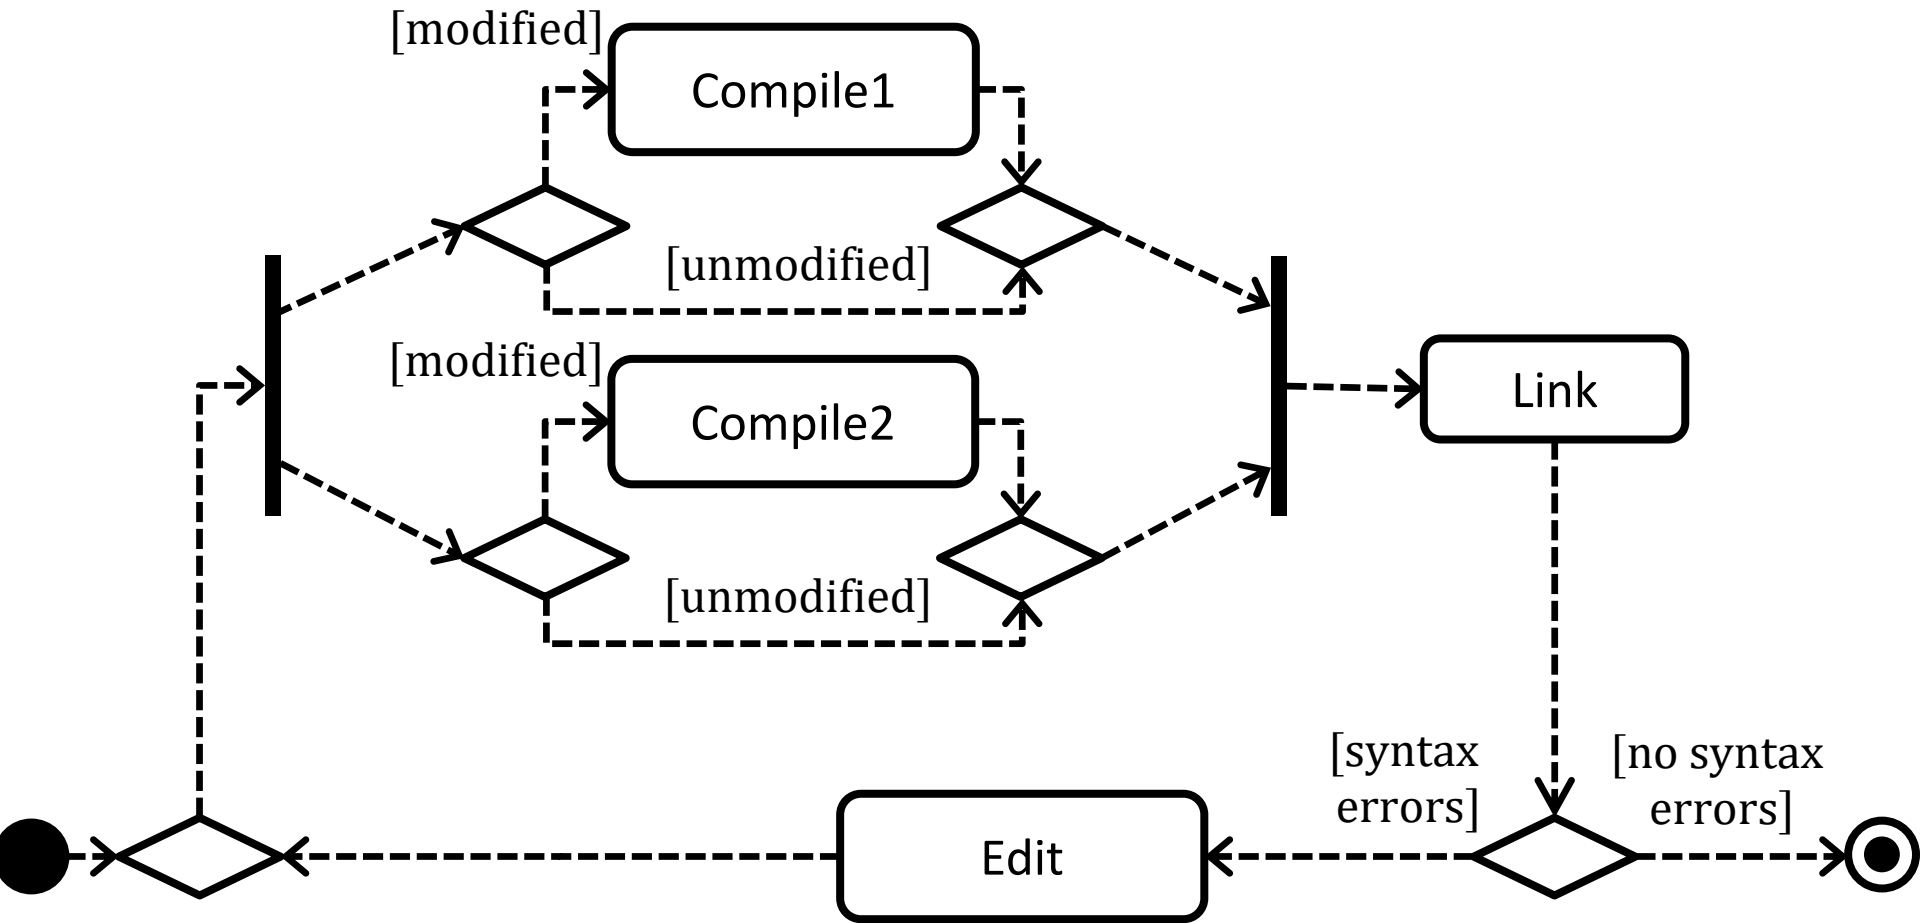 [modified]
Compile1
[unmodified]
[modified]
Compile2
[unmodified]
Link
[syntax
errors]
[no syntax
errors]
Edit